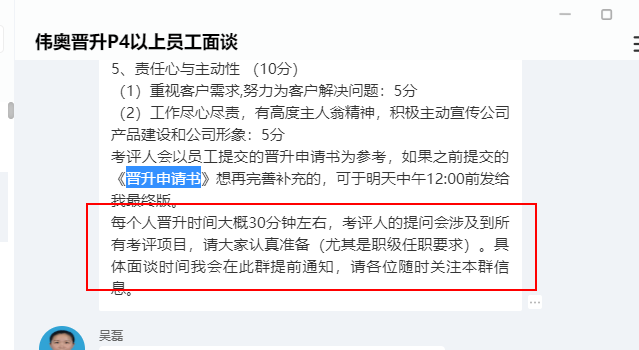 伟奥晋升P4以上员工面谈
5、责任心与主动性 （10分）
（1）重视客户需求,努力为客户解决问题：5分
（2）工作尽心尽责，有高度主人翁精神，积极主动宣传公司
产品建设和公司形象：5分
考评人会以员工提交的晋升申请书为参考，如果之前提交的
《晋升申请书》想再完善补充的，可于明天中午12:00前发给
我最终版。
每个人晋升时间大概30分钟左右，考评人的提问会涉及到所
有考评项目，请大家认真准备（尤其是职级任职要求）。具
体面谈时间我会在此群提前通知，请各位随时关注本群信
息。
吴磊